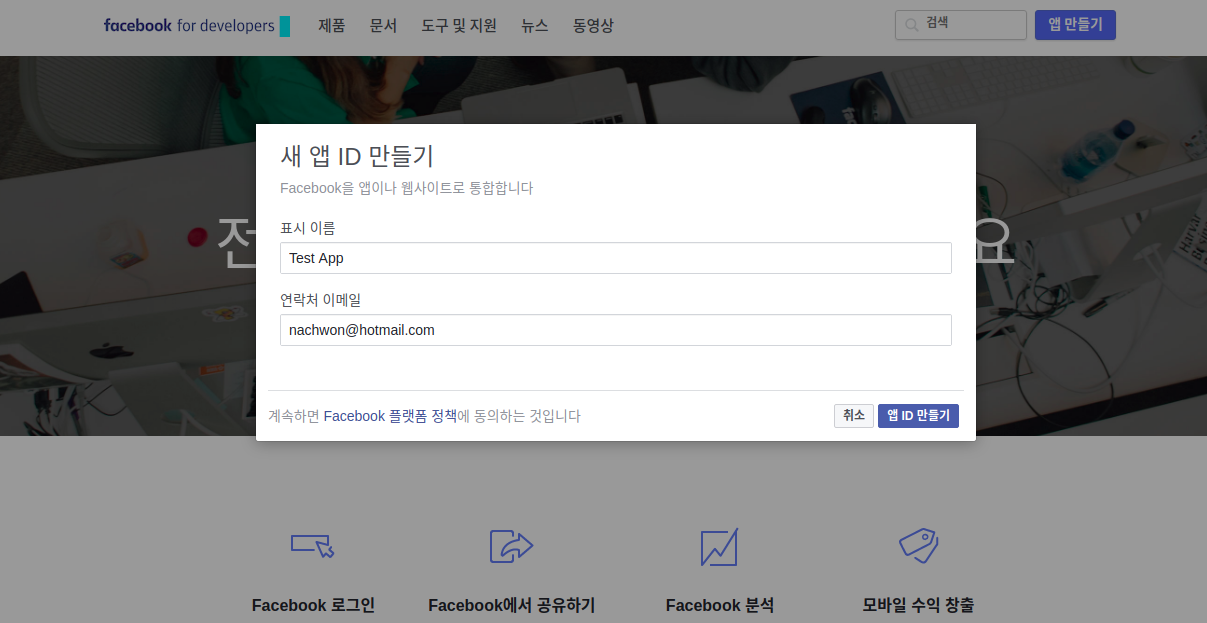 facebook for developers 제품 문서 도구 및 지원 뉴스 동영상 검색 앱 만들기
새 앱 ID 만들기
Facebook을 앱이나 웹사이트로 통합합니다
전 요
표시 이름
Test App
연락처 이메일
nachwon@hotmail.com
계속하면 Facebook 플랫폼 정책에 동의하는 것입니다 취소 앱 ID 만들기
Facebook 로그인 Facebook에서 공유하기 Facebook 분석 모바일 수익 창출